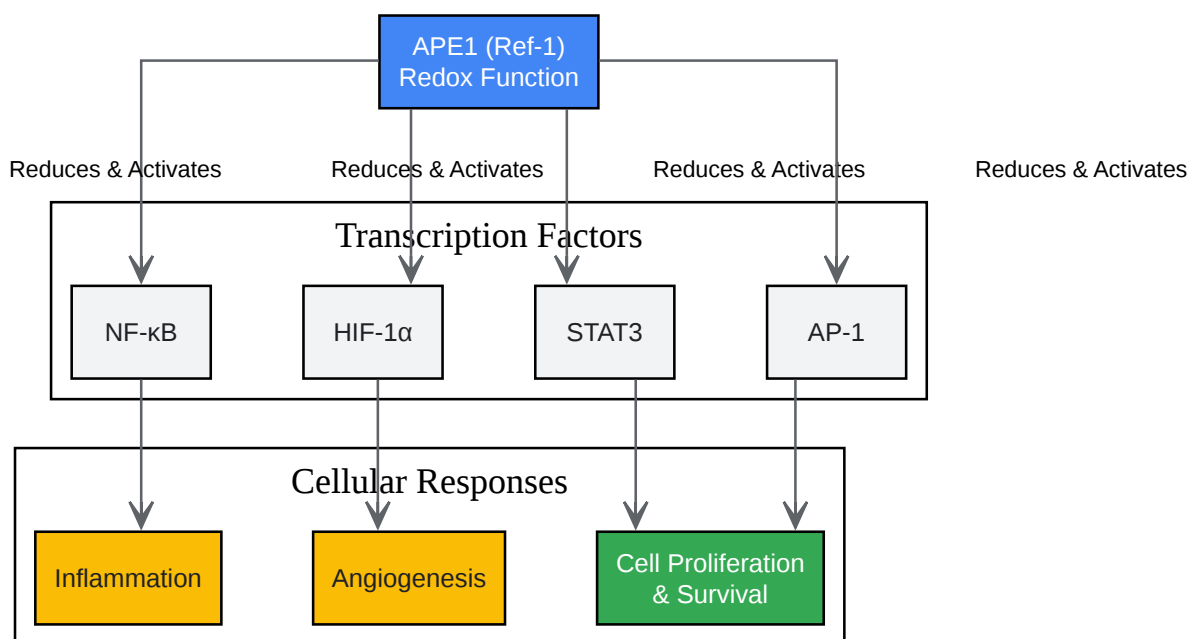 APE1 (Ref-1)
Redox Function
Reduces & Activates
Reduces & Activates
Reduces & Activates
Reduces & Activates
Transcription Factors
NF-κB
HIF-1α
STAT3
AP-1
Cellular Responses
Inflammation
Angiogenesis
Cell Proliferation
& Survival